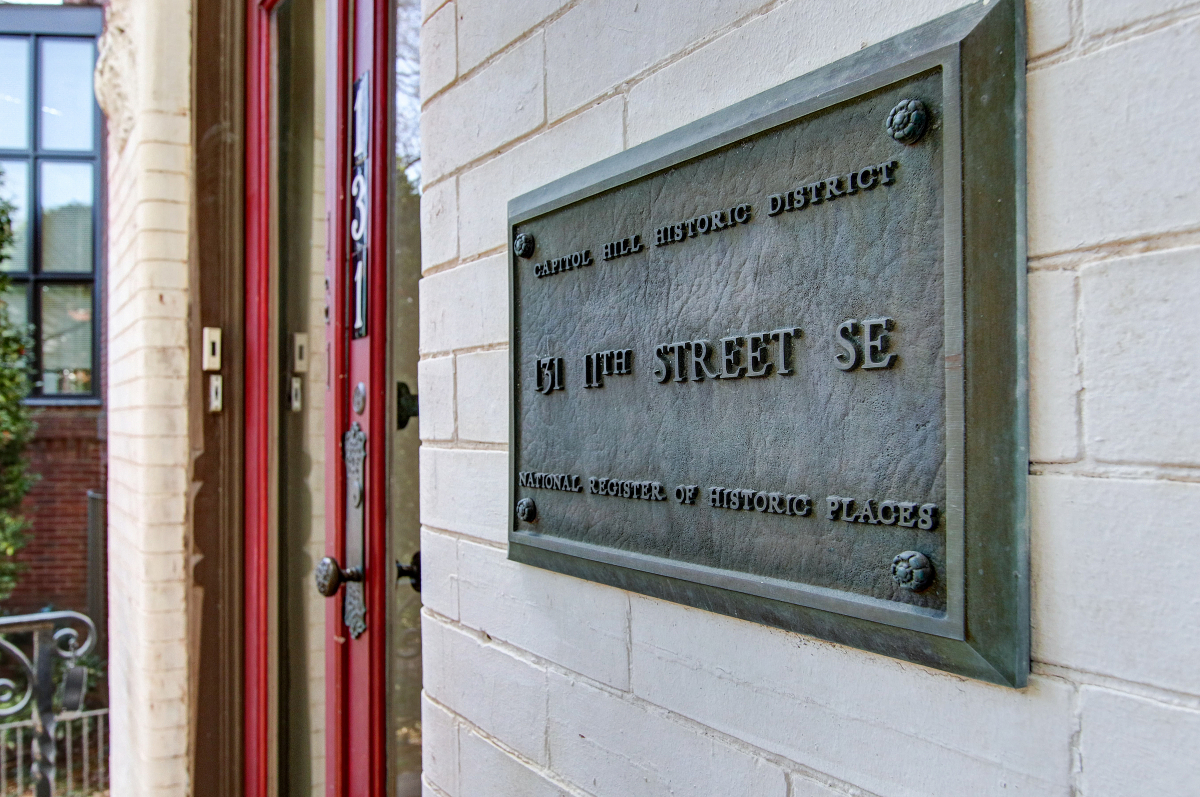 131
CAPITOL HILL HISTORIC DISTRICT
131 11TH STREET SE
NATIONAL REGISTER OF HISTORIC PLACES